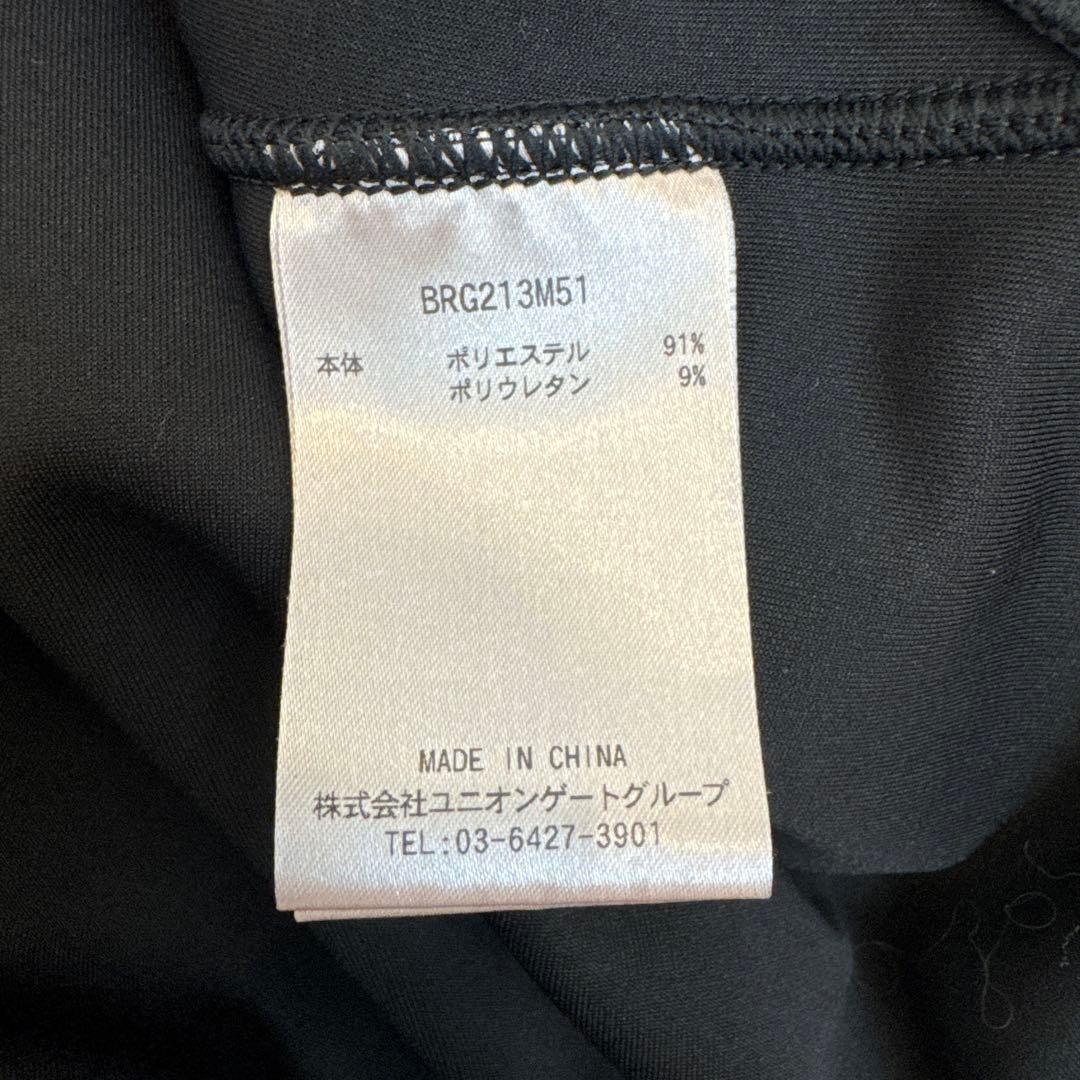 BRG213M51
本体 ポリエステル 91%
ポリウレタン 9%
MADE IN CHINA
株式会社ユニオンゲートグループ
TEL:03-6427-3901